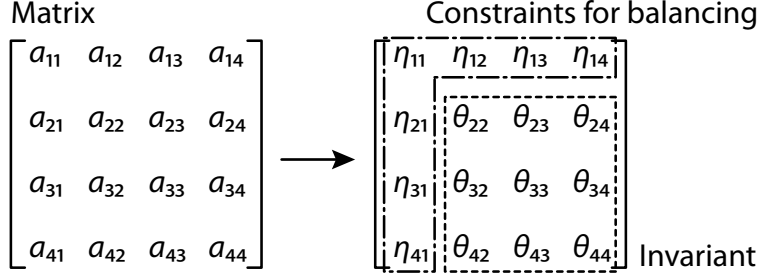 Matrix
Constraints for balancing
a₁₁ a₁₂ a₁₃ a₁₄
η₁₁ η₁₂ η₁₃ η₁₄
a₂₁ a₂₂ a₂₃ a₂₄
η₂₁ θ₂₂ θ₂₃ θ₂₄
a₃₁ a₃₂ a₃₃ a₃₄
η₃₁ θ₃₂ θ₃₃ θ₃₄
a₄₁ a₄₂ a₄₃ a₄₄
η₄₁ θ₄₂ θ₄₃ θ₄₄
Invariant